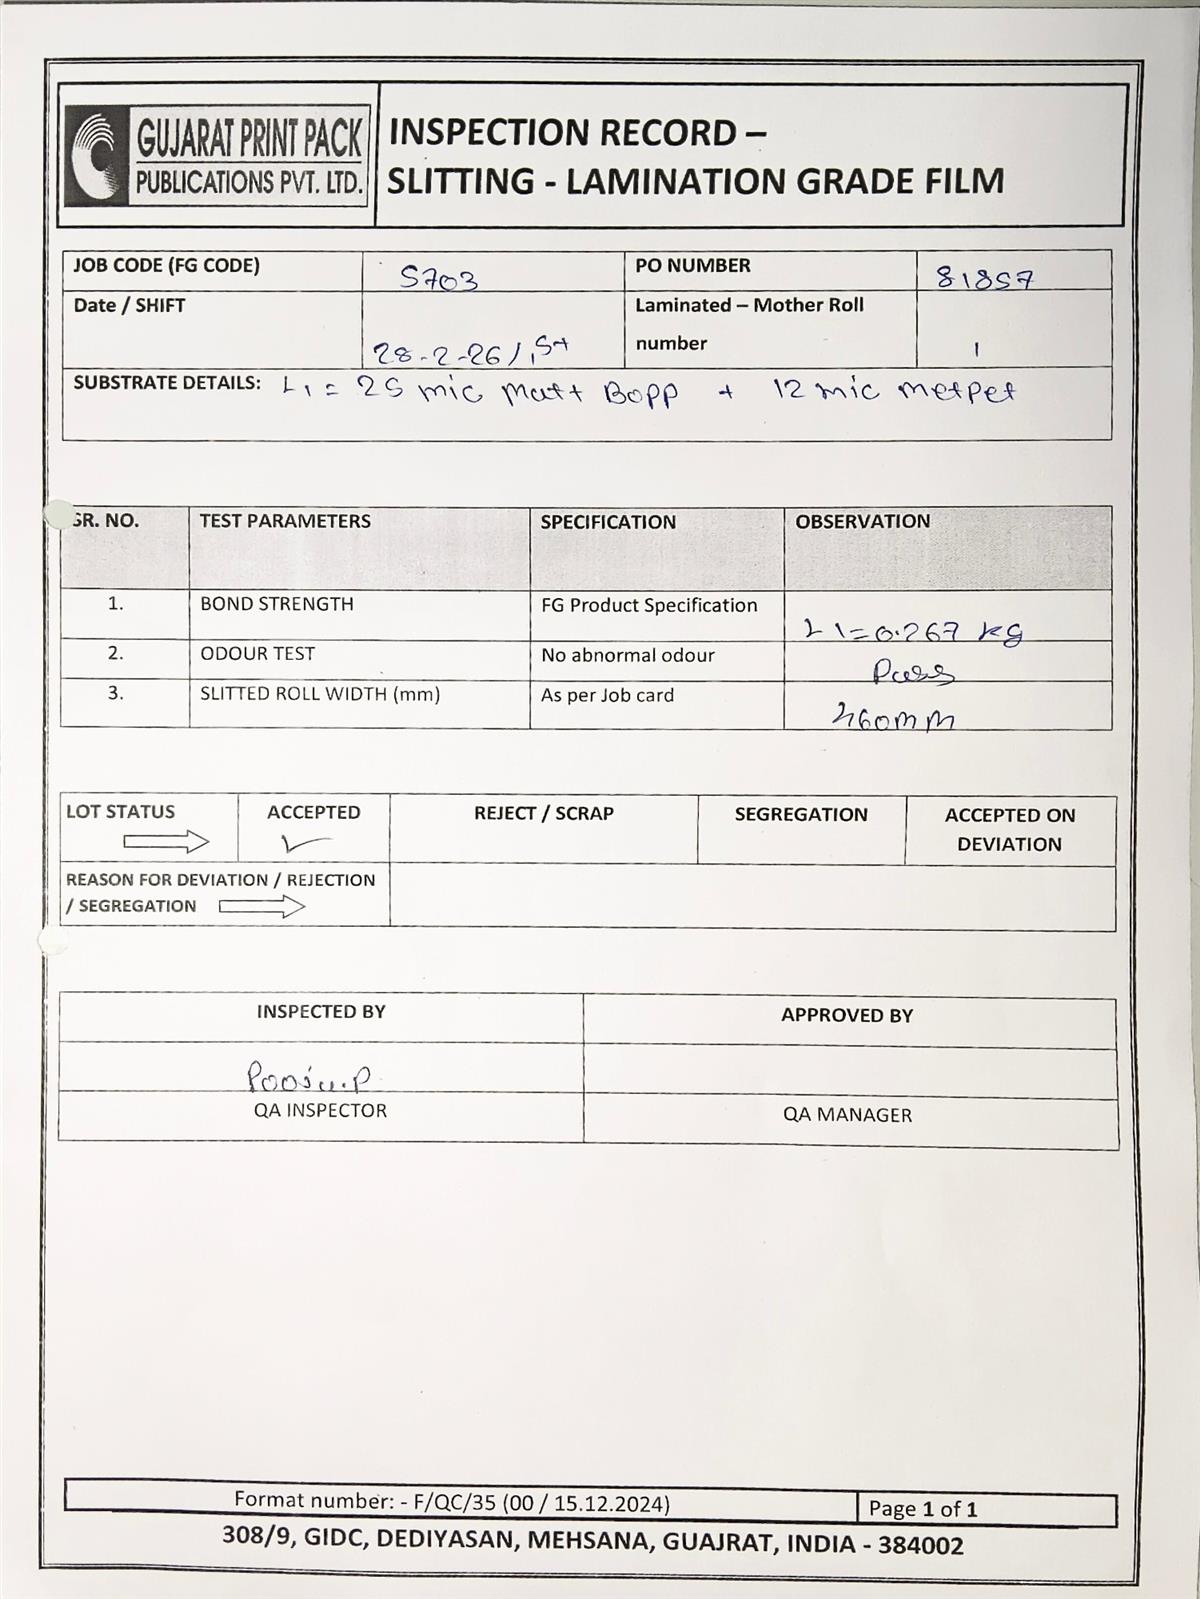 GUJARAT PRINT PACK
PUBLICATIONS PVT. LTD.
INSPECTION RECORD –
SLITTING - LAMINATION GRADE FILM
JOB CODE (FG CODE) 5703 PO NUMBER 81857
Date / SHIFT 28-2-26 / 1st Laminated – Mother Roll number 1
SUBSTRATE DETAILS: L1 = 25 mic Matt Bopp + 12 mic metpet
SR. NO. TEST PARAMETERS SPECIFICATION OBSERVATION
1. BOND STRENGTH FG Product Specification L1=0.267 kg
2. ODOUR TEST No abnormal odour Pass
3. SLITTED ROLL WIDTH (mm) As per Job card 460mm
LOT STATUS ACCEPTED ✓ REJECT / SCRAP SEGREGATION ACCEPTED ON DEVIATION
REASON FOR DEVIATION / REJECTION
/ SEGREGATION
INSPECTED BY APPROVED BY
Pooja.P
QA INSPECTOR QA MANAGER
Format number: - F/QC/35 (00 / 15.12.2024) Page 1 of 1
308/9, GIDC, DEDIYASAN, MEHSANA, GUAJRAT, INDIA - 384002